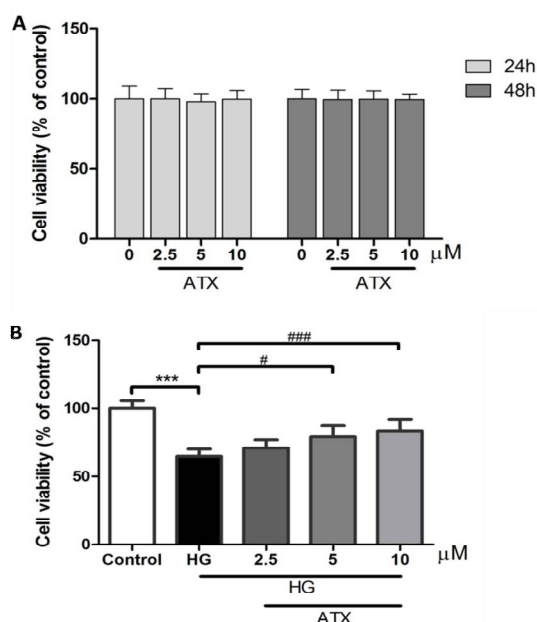 A
150
100
50
0
Cell viability (% of control)
24h
48h
0 2.5 5 10 0 2.5 5 10 μM
ATX ATX
B
150
100
50
0
Cell viability (% of control)
###
#
***
Control HG 2.5 5 10 μM
HG
ATX